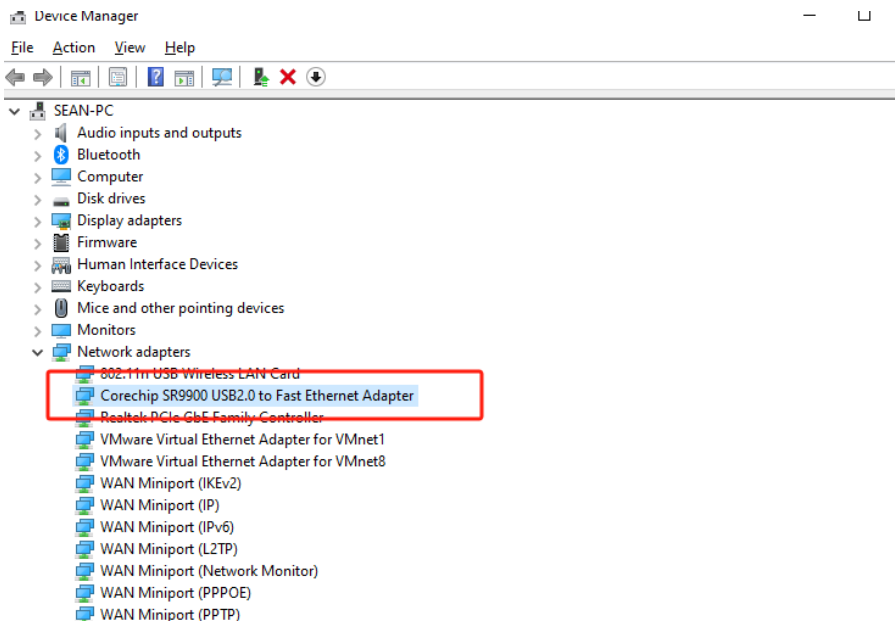 Device Manager
File Action View Help
SEAN-PC
Audio inputs and outputs
Bluetooth
Computer
Disk drives
Display adapters
Firmware
Human Interface Devices
Keyboards
Mice and other pointing devices
Monitors
Network adapters
802.11n USB Wireless LAN Card
Corechip SR9900 USB2.0 to Fast Ethernet Adapter
Realtek PCIe GbE Family Controller
VMware Virtual Ethernet Adapter for VMnet1
VMware Virtual Ethernet Adapter for VMnet8
WAN Miniport (IKEv2)
WAN Miniport (IP)
WAN Miniport (IPv6)
WAN Miniport (L2TP)
WAN Miniport (Network Monitor)
WAN Miniport (PPPOE)
WAN Miniport (PPTP)